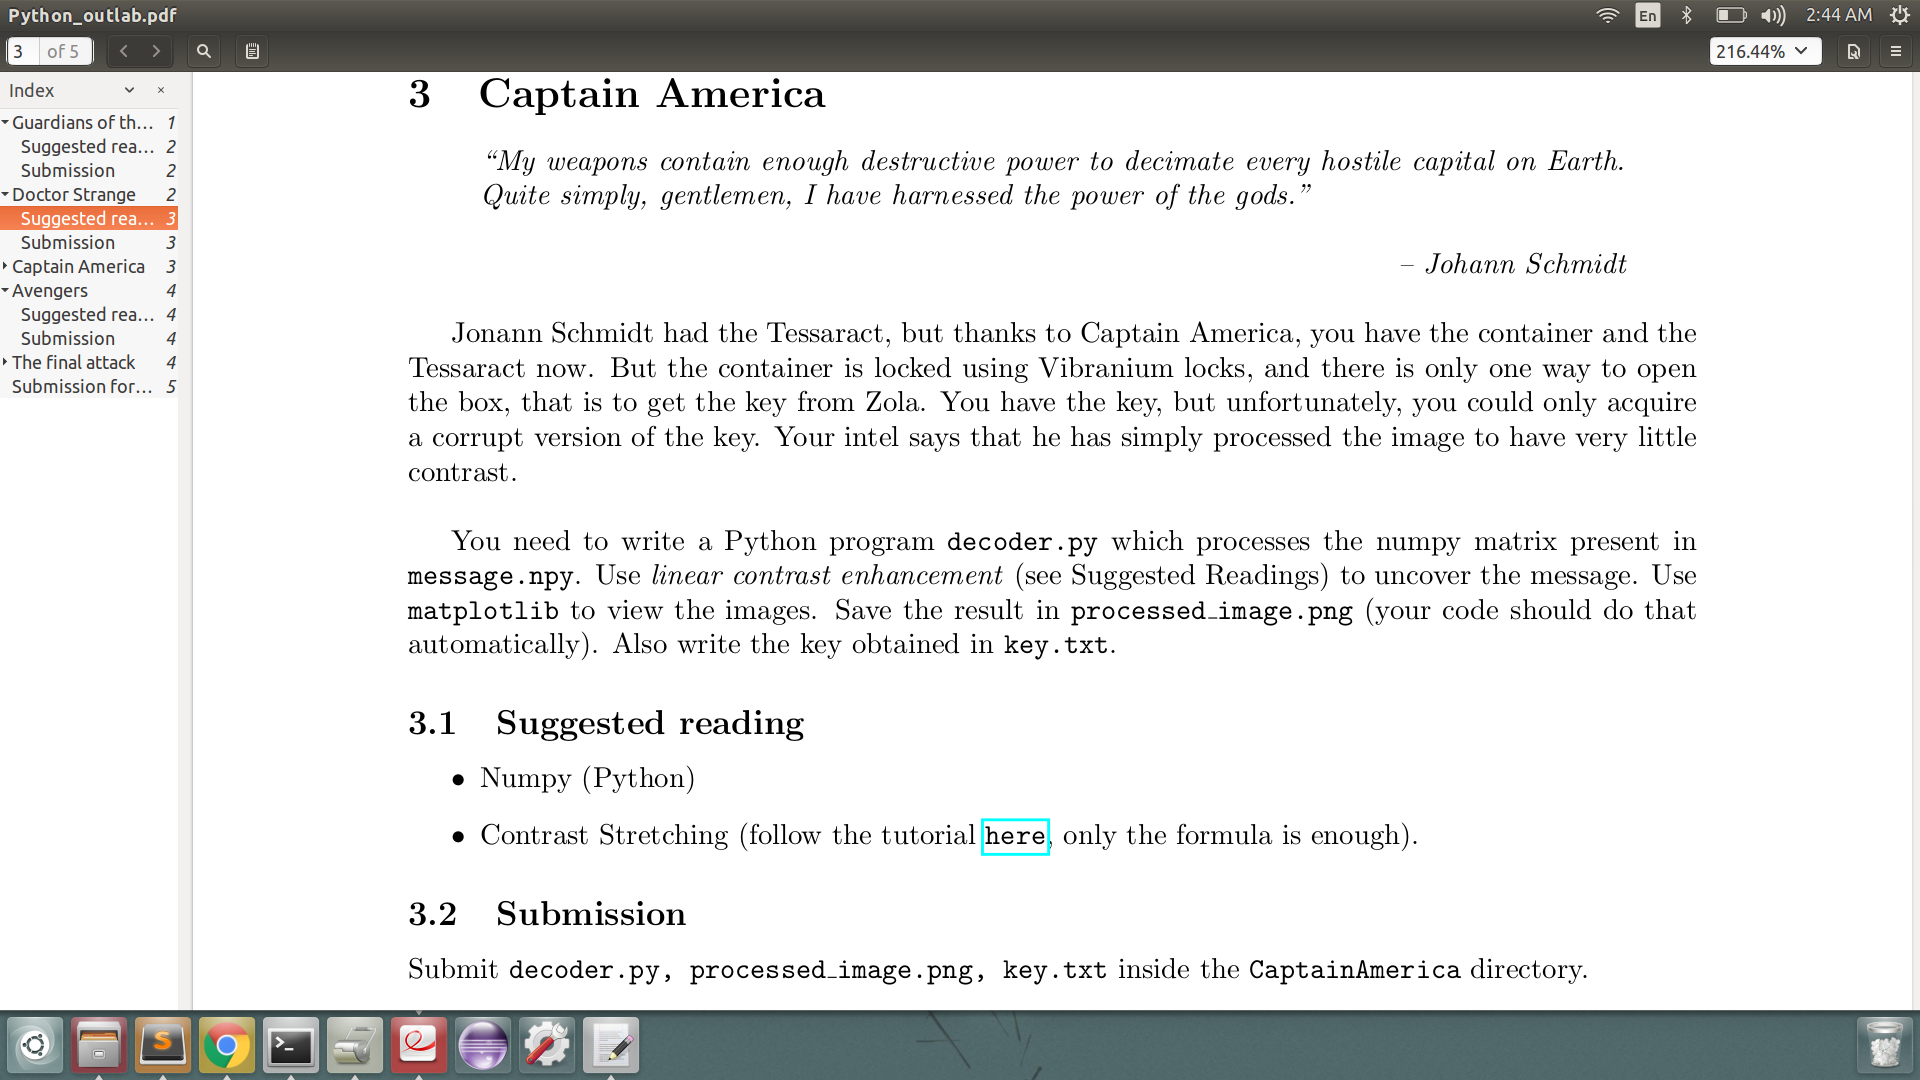 Python_outlab.pdf
En
2:44 AM
3 of 5
216.44%
Index
Guardians of th... 1
Suggested rea... 2
Submission 2
Doctor Strange 2
Suggested rea... 3
Submission 3
Captain America 3
Avengers 4
Suggested rea... 4
Submission 4
The final attack 4
Submission for... 5
3 Captain America
“My weapons contain enough destructive power to decimate every hostile capital on Earth.
Quite simply, gentlemen, I have harnessed the power of the gods.”
– Johann Schmidt
Jonann Schmidt had the Tessaract, but thanks to Captain America, you have the container and the
Tessaract now. But the container is locked using Vibranium locks, and there is only one way to open
the box, that is to get the key from Zola. You have the key, but unfortunately, you could only acquire
a corrupt version of the key. Your intel says that he has simply processed the image to have very little
contrast.
You need to write a Python program decoder.py which processes the numpy matrix present in
message.npy. Use linear contrast enhancement (see Suggested Readings) to uncover the message. Use
matplotlib to view the images. Save the result in processed_image.png (your code should do that
automatically). Also write the key obtained in key.txt.
3.1 Suggested reading
• Numpy (Python)
• Contrast Stretching (follow the tutorial here, only the formula is enough).
3.2 Submission
Submit decoder.py, processed_image.png, key.txt inside the CaptainAmerica directory.